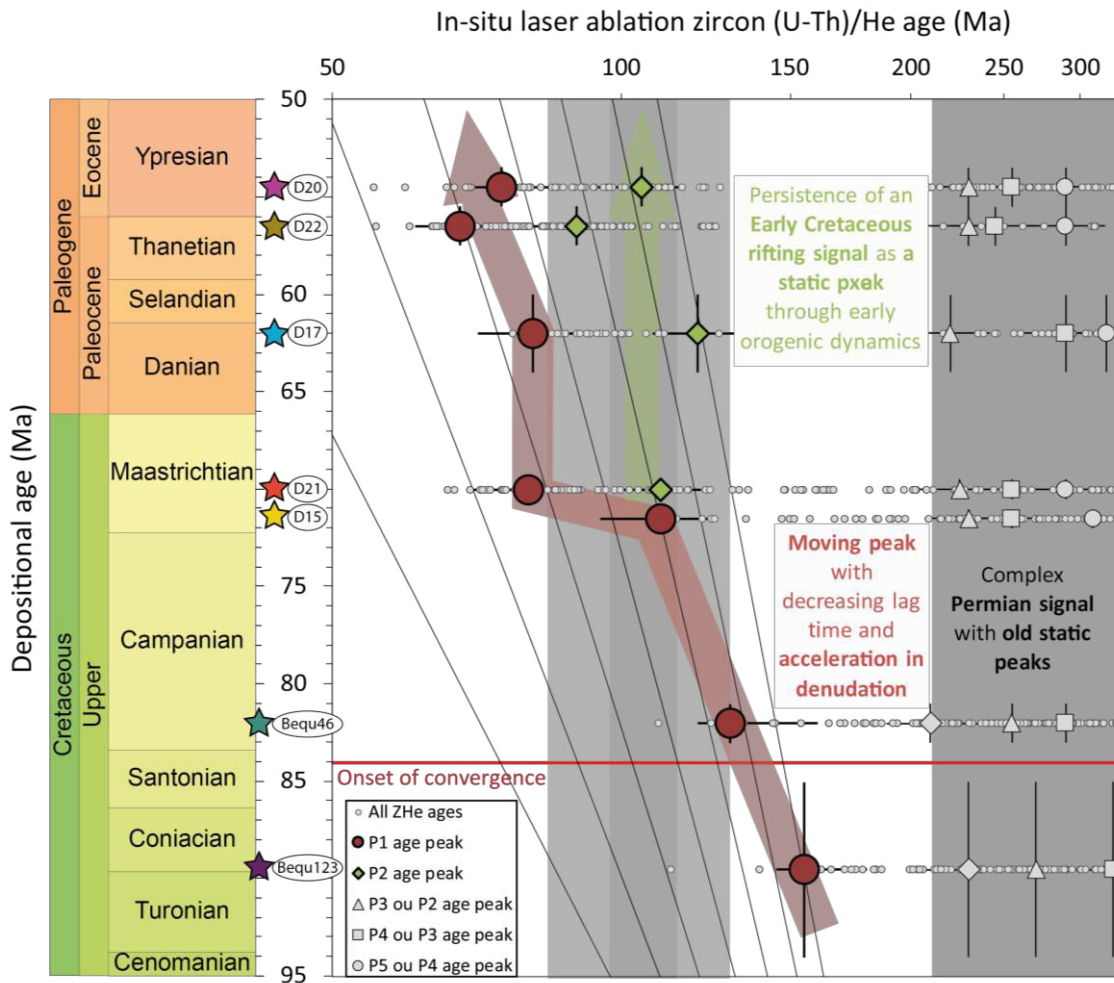 In-situ laser ablation zircon (U-Th)/He age (Ma)
50 100 150 200 250 300
Depositional age (Ma)
Paleogene
Cretaceous
Eocene
Paleocene
Upper
Ypresian
Thanetian
Selandian
Danian
Maastrichtian
Campanian
Santonian
Coniacian
Turonian
Cenomanian
50
60
65
75
80
85
95
D20
D22
D17
D21
D15
Bequ46
Bequ123
Persistence of an
Early Cretaceous
rifting signal as a
static pxak
through early
orogenic dynamics
Moving peak
with
decreasing lag
time and
acceleration in
denudation
Complex
Permian signal
with old static
peaks
Onset of convergence
All ZHe ages
P1 age peak
P2 age peak
P3 ou P2 age peak
P4 ou P3 age peak
P5 ou P4 age peak